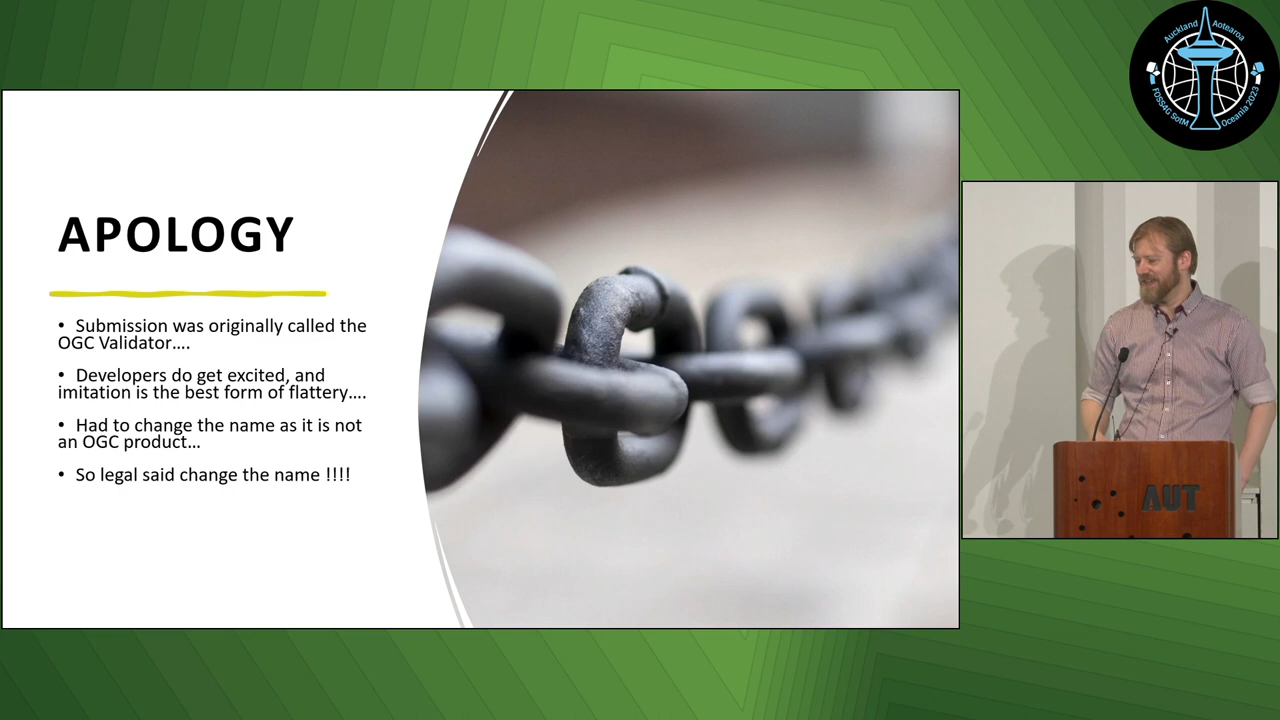 APOLOGY
• Submission was originally called the
OGC Validator....
• Developers do get excited, and
imitation is the best form of flattery....
• Had to change the name as it is not
an OGC product...
• So legal said change the name !!!!
Auckland Aotearoa
FOSS4G SotM Oceania 2023
AUT